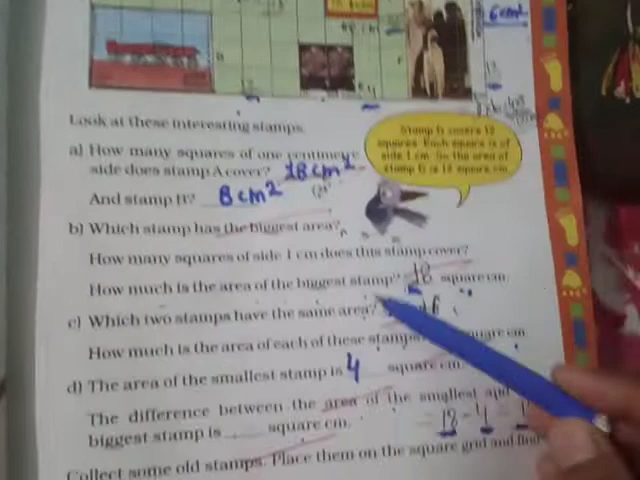 6 cm²
Look at these interesting stamps.
a) How many squares of one centimetre
side does stamp A cover? 18 cm²
And stamp B? 8 cm²
Stamp D covers 12
squares. Each square is of
side 1 cm. So the area of
stamp D is 12 square cm.
b) Which stamp has the biggest area?
How many squares of side 1 cm does this stamp cover?
How much is the area of the biggest stamp? 18 square cm.
c) Which two stamps have the same area?
How much is the area of each of these stamps square cm
d) The area of the smallest stamp is 4 square cm.
The difference between the area of the smallest and
biggest stamp is ___ square cm. = 18 - 4 =
Collect some old stamps. Place them on the square grid and find